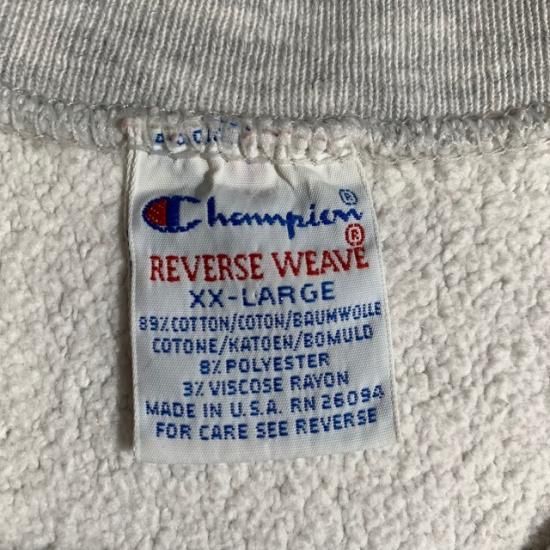 Champion®
REVERSE WEAVE®
XX-LARGE
89% COTTON/COTON/BAUMWOLLE
COTONE/KATOEN/BOMULD
8% POLYESTER
3% VISCOSE RAYON
MADE IN U.S.A. RN 26094
FOR CARE SEE REVERSE